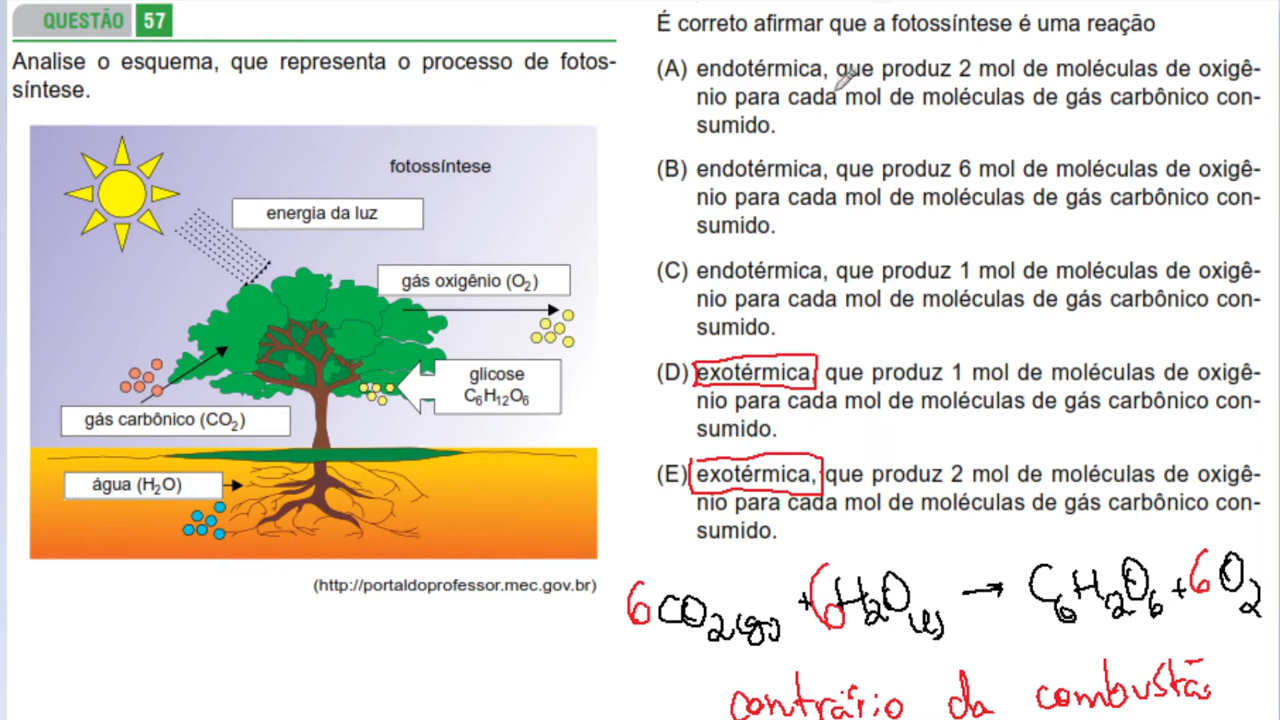 QUESTÃO 57
Analise o esquema, que representa o processo de fotos-
síntese.
fotossíntese
energia da luz
gás oxigênio (O2)
glicose
C6H12O6
gás carbônico (CO2)
água (H2O)
(http://portaldoprofessor.mec.gov.br)
É correto afirmar que a fotossíntese é uma reação
(A) endotérmica, que produz 2 mol de moléculas de oxigê-
nio para cada mol de moléculas de gás carbônico con-
sumido.
(B) endotérmica, que produz 6 mol de moléculas de oxigê-
nio para cada mol de moléculas de gás carbônico con-
sumido.
(C) endotérmica, que produz 1 mol de moléculas de oxigê-
nio para cada mol de moléculas de gás carbônico con-
sumido.
(D) exotérmica, que produz 1 mol de moléculas de oxigê-
nio para cada mol de moléculas de gás carbônico con-
sumido.
(E) exotérmica, que produz 2 mol de moléculas de oxigê-
nio para cada mol de moléculas de gás carbônico con-
sumido.
6CO2(g) + 6H2O(l) → C6H2O6 + 6O2
contrário da combustão